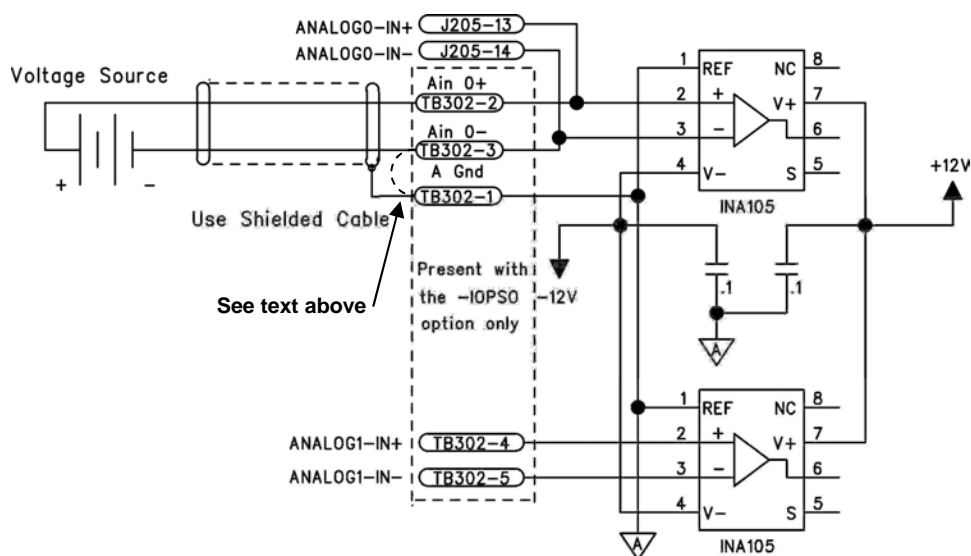 ANALOG0-IN+ J205-13
ANALOG0-IN- J205-14
Voltage Source
Ain 0+
TB302-2
Ain 0-
TB302-3
A Gnd
TB302-1
+ -
Use Shielded Cable
See text above
Present with
the -IOPSO
option only
-12V
1 REF NC 8
2 + V+ 7
3 - 6
4 V- S 5
INA105
+12V
.1 .1
A
ANALOG1-IN+ TB302-4
ANALOG1-IN- TB302-5
1 REF NC 8
2 + V+ 7
3 - 6
4 V- S 5
A
INA105